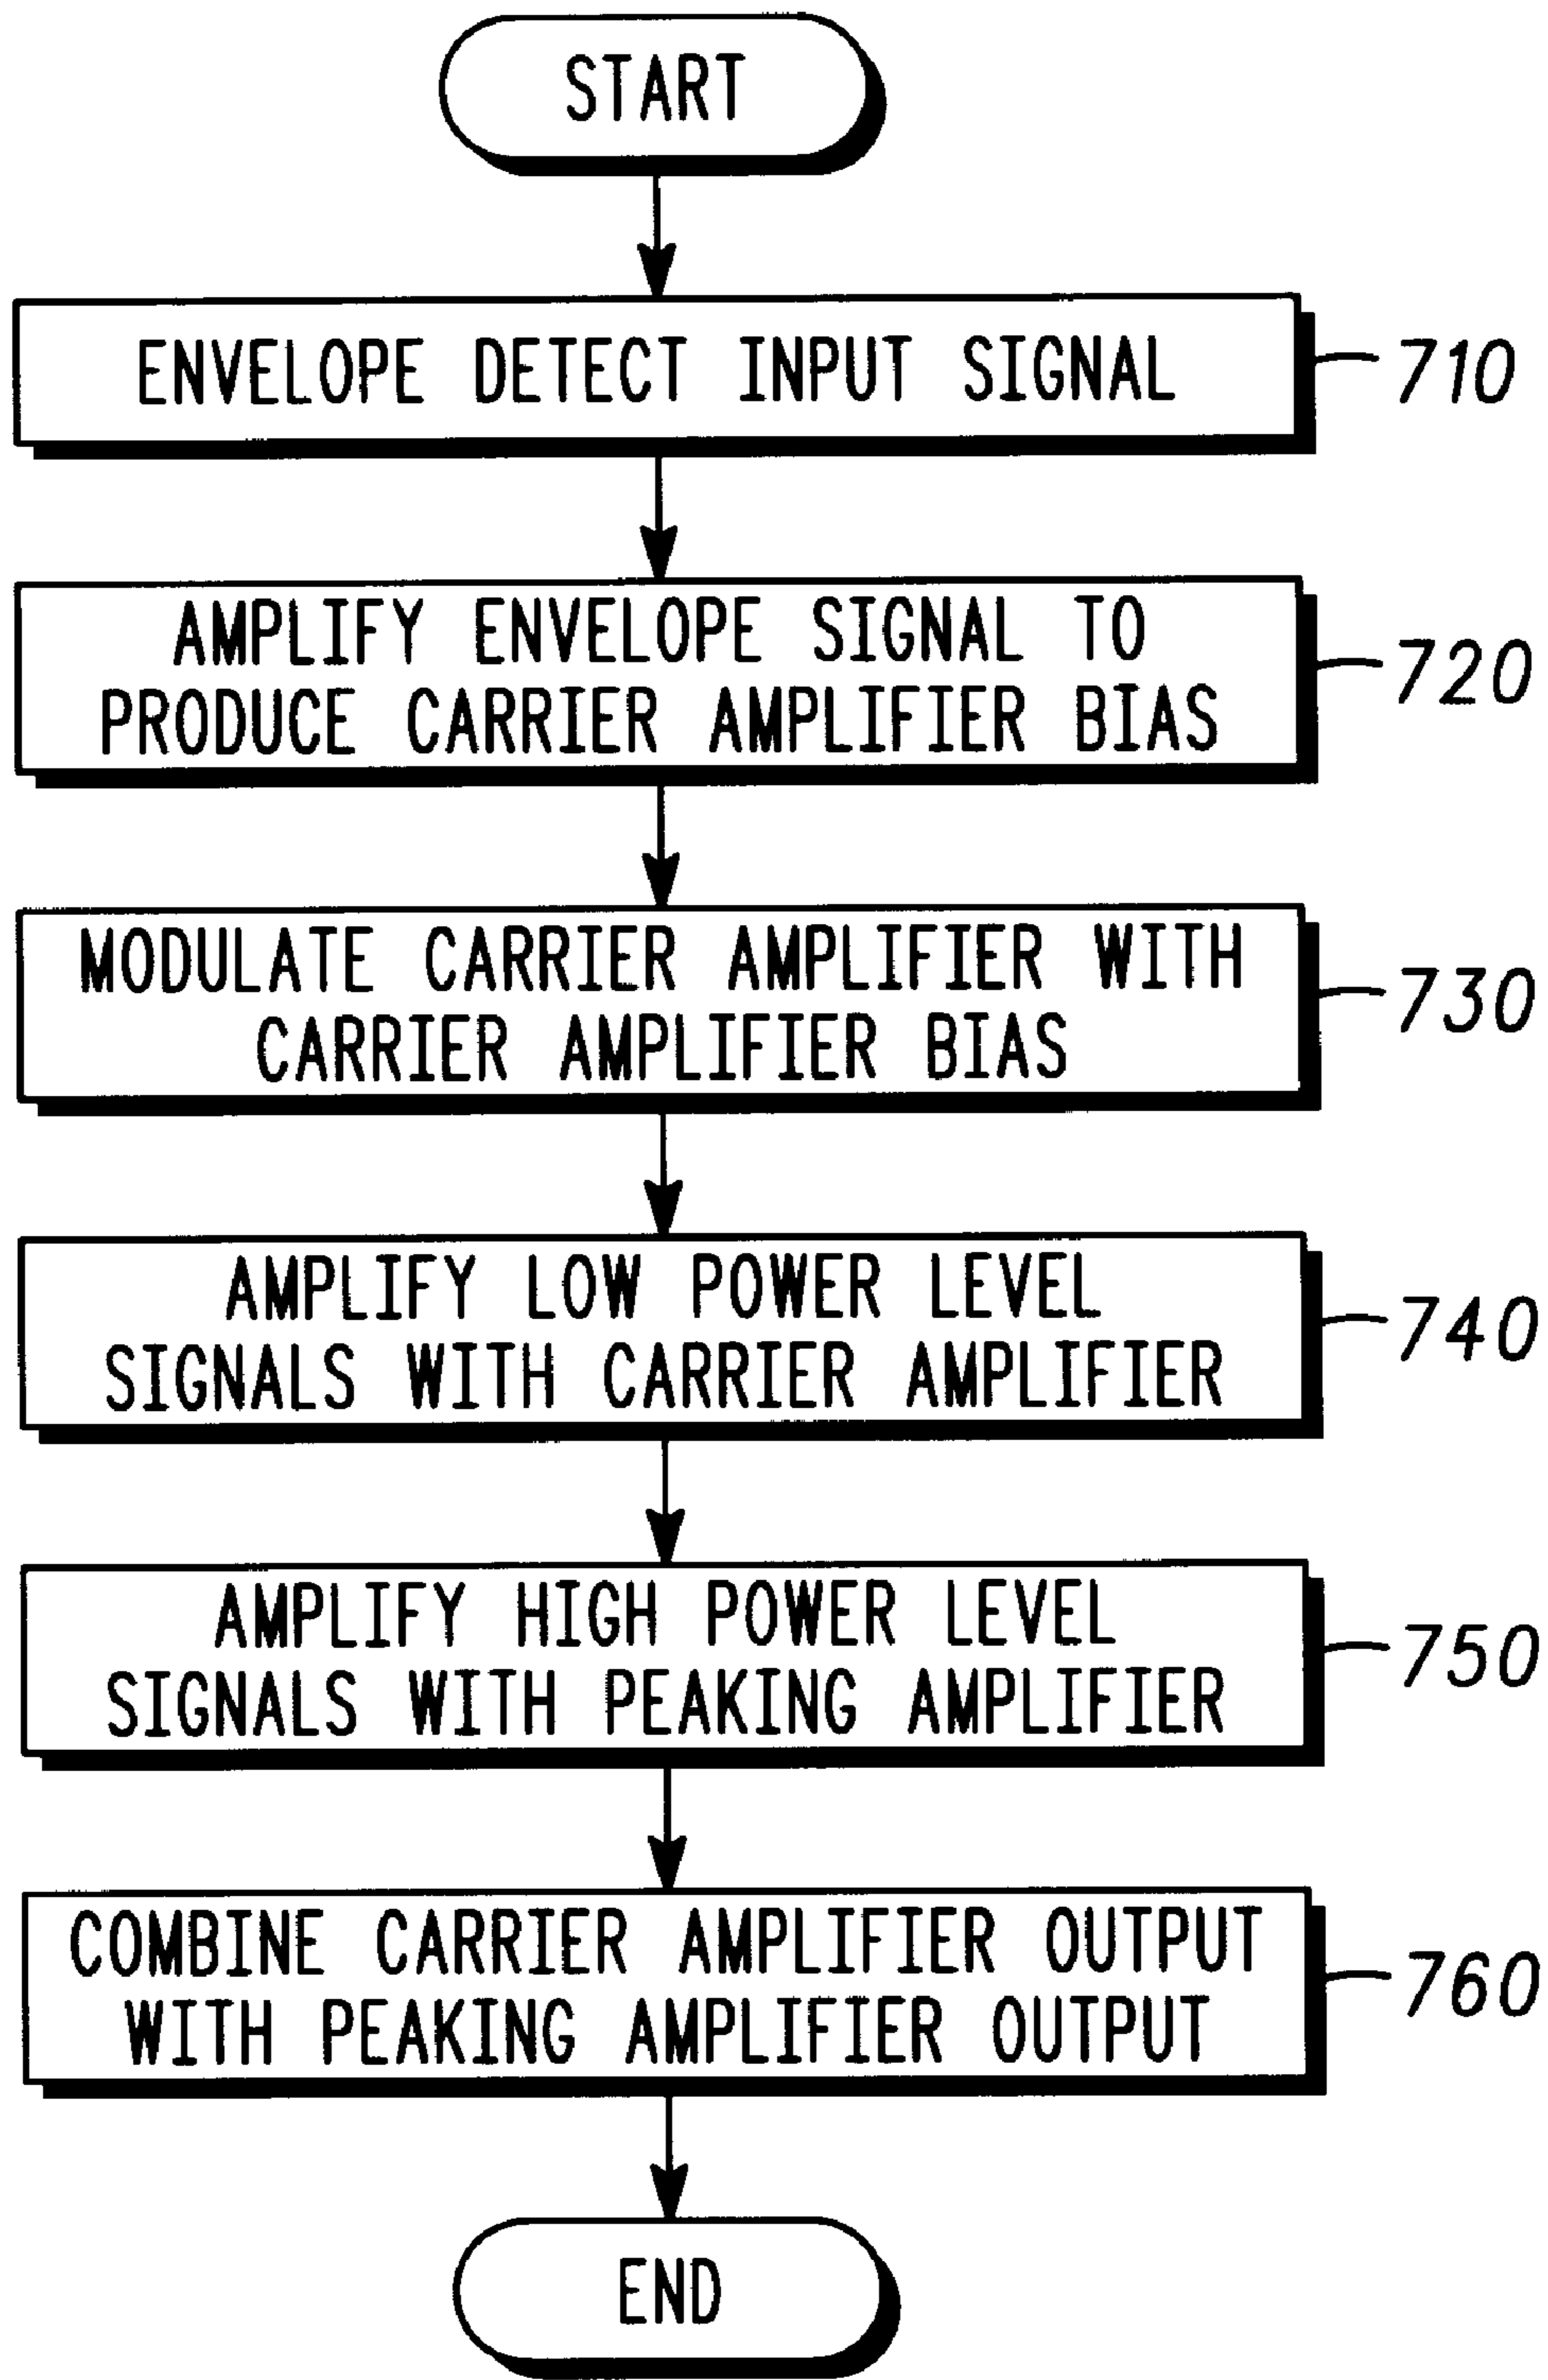 START
ENVELOPE DETECT INPUT SIGNAL
710
AMPLIFY ENVELOPE SIGNAL TO
PRODUCE CARRIER AMPLIFIER BIAS
720
MODULATE CARRIER AMPLIFIER WITH
CARRIER AMPLIFIER BIAS
730
AMPLIFY LOW POWER LEVEL
SIGNALS WITH CARRIER AMPLIFIER
740
AMPLIFY HIGH POWER LEVEL
SIGNALS WITH PEAKING AMPLIFIER
750
COMBINE CARRIER AMPLIFIER OUTPUT
WITH PEAKING AMPLIFIER OUTPUT
760
END